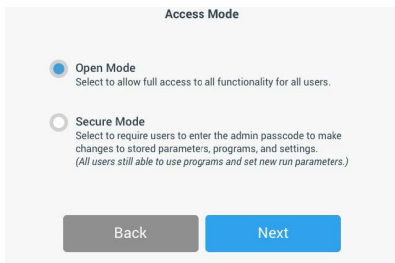 Access Mode
Open Mode
Select to allow full access to all functionality for all users.
Secure Mode
Select to require users to enter the admin passcode to make
changes to stored parameters, programs, and settings.
(All users still able to use programs and set new run parameters.)
Back
Next